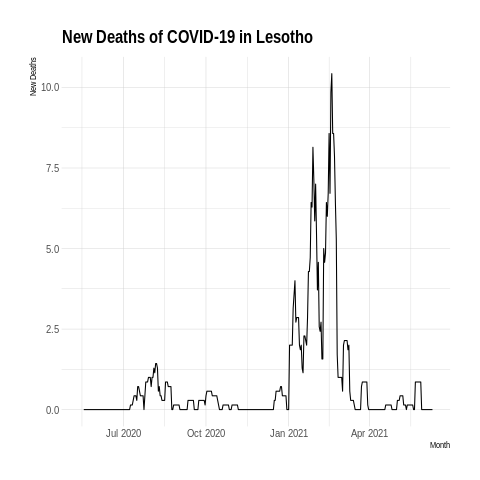 New Deaths of COVID-19 in Lesotho
New Deaths
10.0
7.5
5.0
2.5
0.0
Jul 2020 Oct 2020 Jan 2021 Apr 2021
Month